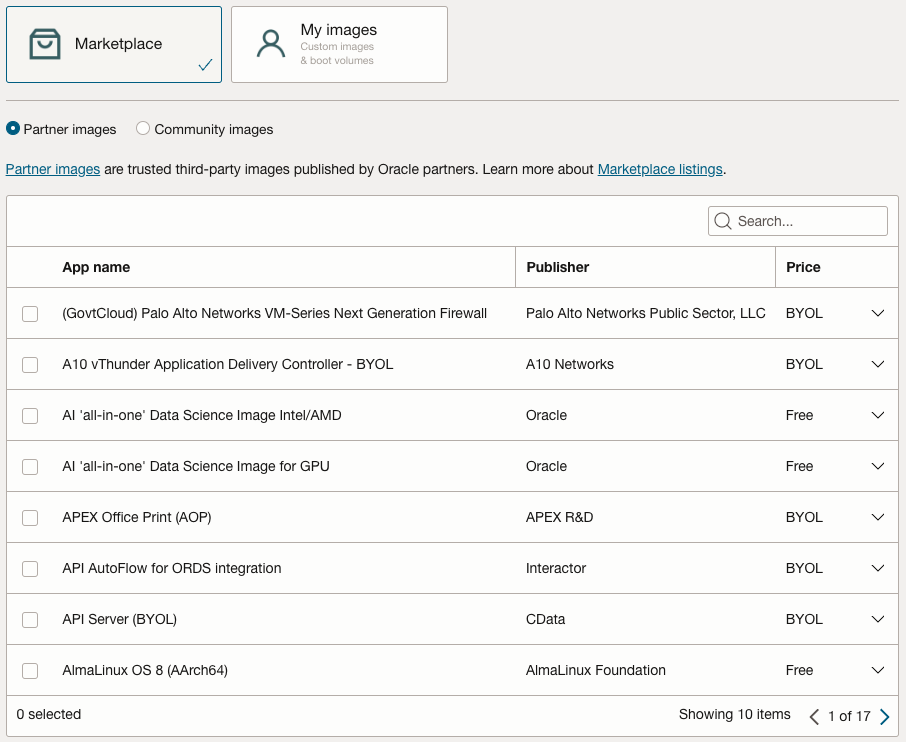 Marketplace
My images
Custom images
& boot volumes
Partner images
Community images
Partner images are trusted third-party images published by Oracle partners. Learn more about Marketplace listings.
Search...
App name Publisher Price
(GovtCloud) Palo Alto Networks VM-Series Next Generation Firewall Palo Alto Networks Public Sector, LLC BYOL
A10 vThunder Application Delivery Controller - BYOL A10 Networks BYOL
AI 'all-in-one' Data Science Image Intel/AMD Oracle Free
AI 'all-in-one' Data Science Image for GPU Oracle Free
APEX Office Print (AOP) APEX R&D BYOL
API AutoFlow for ORDS integration Interactor BYOL
API Server (BYOL) CData BYOL
AlmaLinux OS 8 (AArch64) AlmaLinux Foundation Free
0 selected Showing 10 items 1 of 17